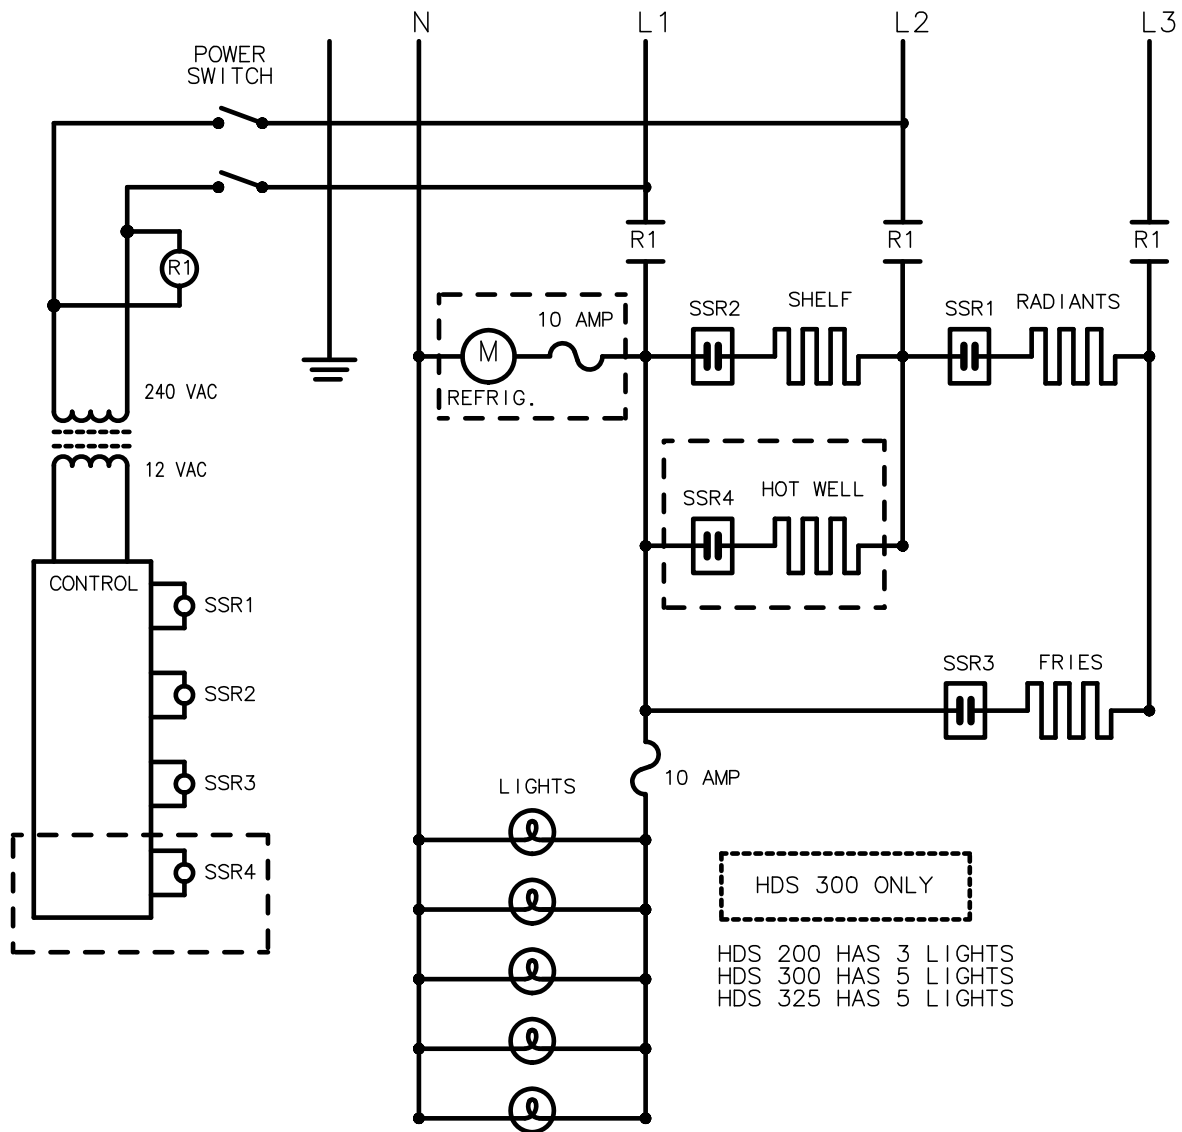 N
L1
L2
L3
POWER
SWITCH
R1
R1
R1
R1
10 AMP
SSR2
SHELF
SSR1
RADIANTS
M
REFRIG.
240 VAC
12 VAC
SSR4
HOT WELL
CONTROL
SSR1
SSR2
SSR3
SSR4
SSR3
FRIES
10 AMP
LIGHTS
HDS 300 ONLY
HDS 200 HAS 3 LIGHTS
HDS 300 HAS 5 LIGHTS
HDS 325 HAS 5 LIGHTS